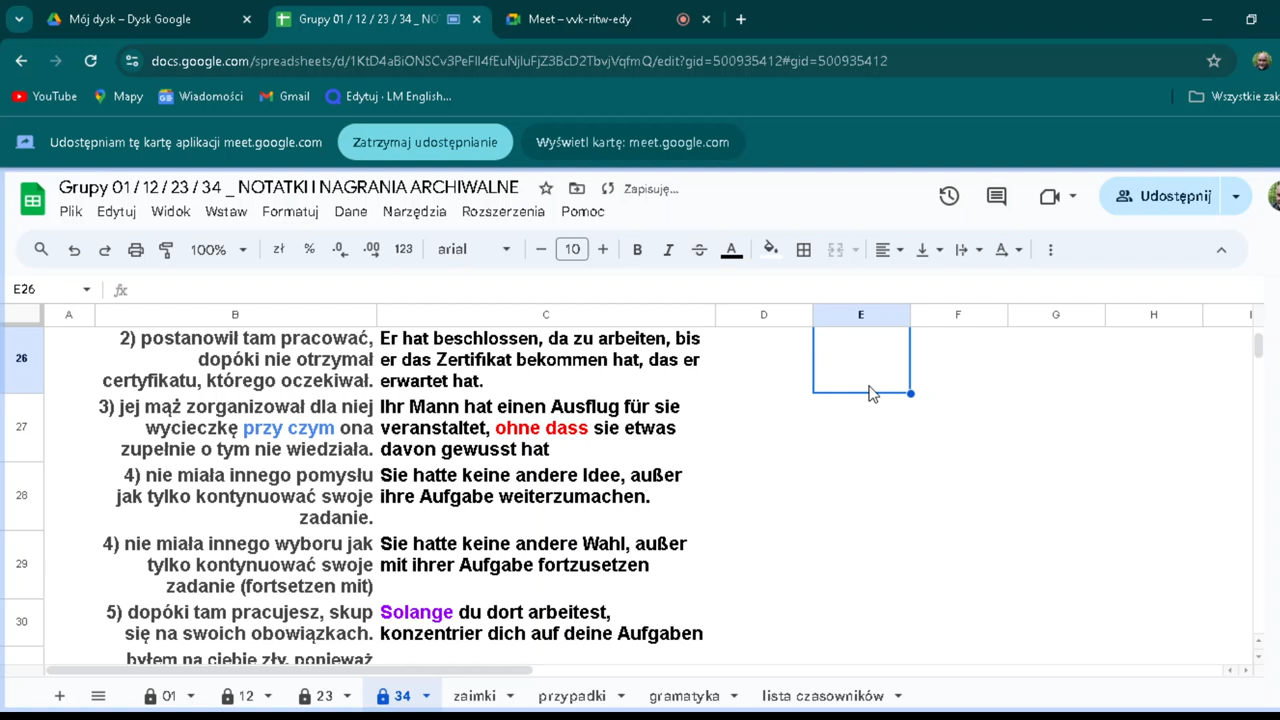 Mój dysk – Dysk Google
Grupy 01 / 12 / 23 / 34 _ NO
Meet – vvk-ritw-edy
docs.google.com/spreadsheets/d/1KtD4aBiONSCv3PeFlI4fEuNjluFjZ3BcD2TbvjVqfmQ/edit?gid=500935412#gid=500935412
YouTube
Mapy
Wiadomości
Gmail
Edytuj · LM English...
Wszystkie zak
Udostępniam tę kartę aplikacji meet.google.com
Zatrzymaj udostępnianie
Wyświetl kartę: meet.google.com
Grupy 01 / 12 / 23 / 34 _ NOTATKI I NAGRANIA ARCHIWALNE
Zapisuję...
Plik Edytuj Widok Wstaw Formatuj Dane Narzędzia Rozszerzenia Pomoc
Udostępnij
100% zł % .0 .00 123 arial 10 B I A
E26 fx
A B C D E F G H I
26
2) postanowił tam pracować,
dopóki nie otrzymał
certyfikatu, którego oczekiwał.
Er hat beschlossen, da zu arbeiten, bis
er das Zertifikat bekommen hat, das er
erwartet hat.
27
3) jej mąż zorganizował dla niej
wycieczkę przy czym ona
zupełnie o tym nie wiedziała.
Ihr Mann hat einen Ausflug für sie
veranstaltet, ohne dass sie etwas
davon gewusst hat
28
4) nie miała innego pomysłu
jak tylko kontynuować swoje
zadanie.
Sie hatte keine andere Idee, außer
ihre Aufgabe weiterzumachen.
29
4) nie miała innego wyboru jak
tylko kontynuować swoje
zadanie (fortsetzen mit)
Sie hatte keine andere Wahl, außer
mit ihrer Aufgabe fortzusetzen
30
5) dopóki tam pracujesz, skup
się na swoich obowiązkach.
Solange du dort arbeitest,
konzentrier dich auf deine Aufgaben
byłem na ciebie zły, ponieważ
01 12 23 34 zaimki przypadki gramatyka lista czasowników